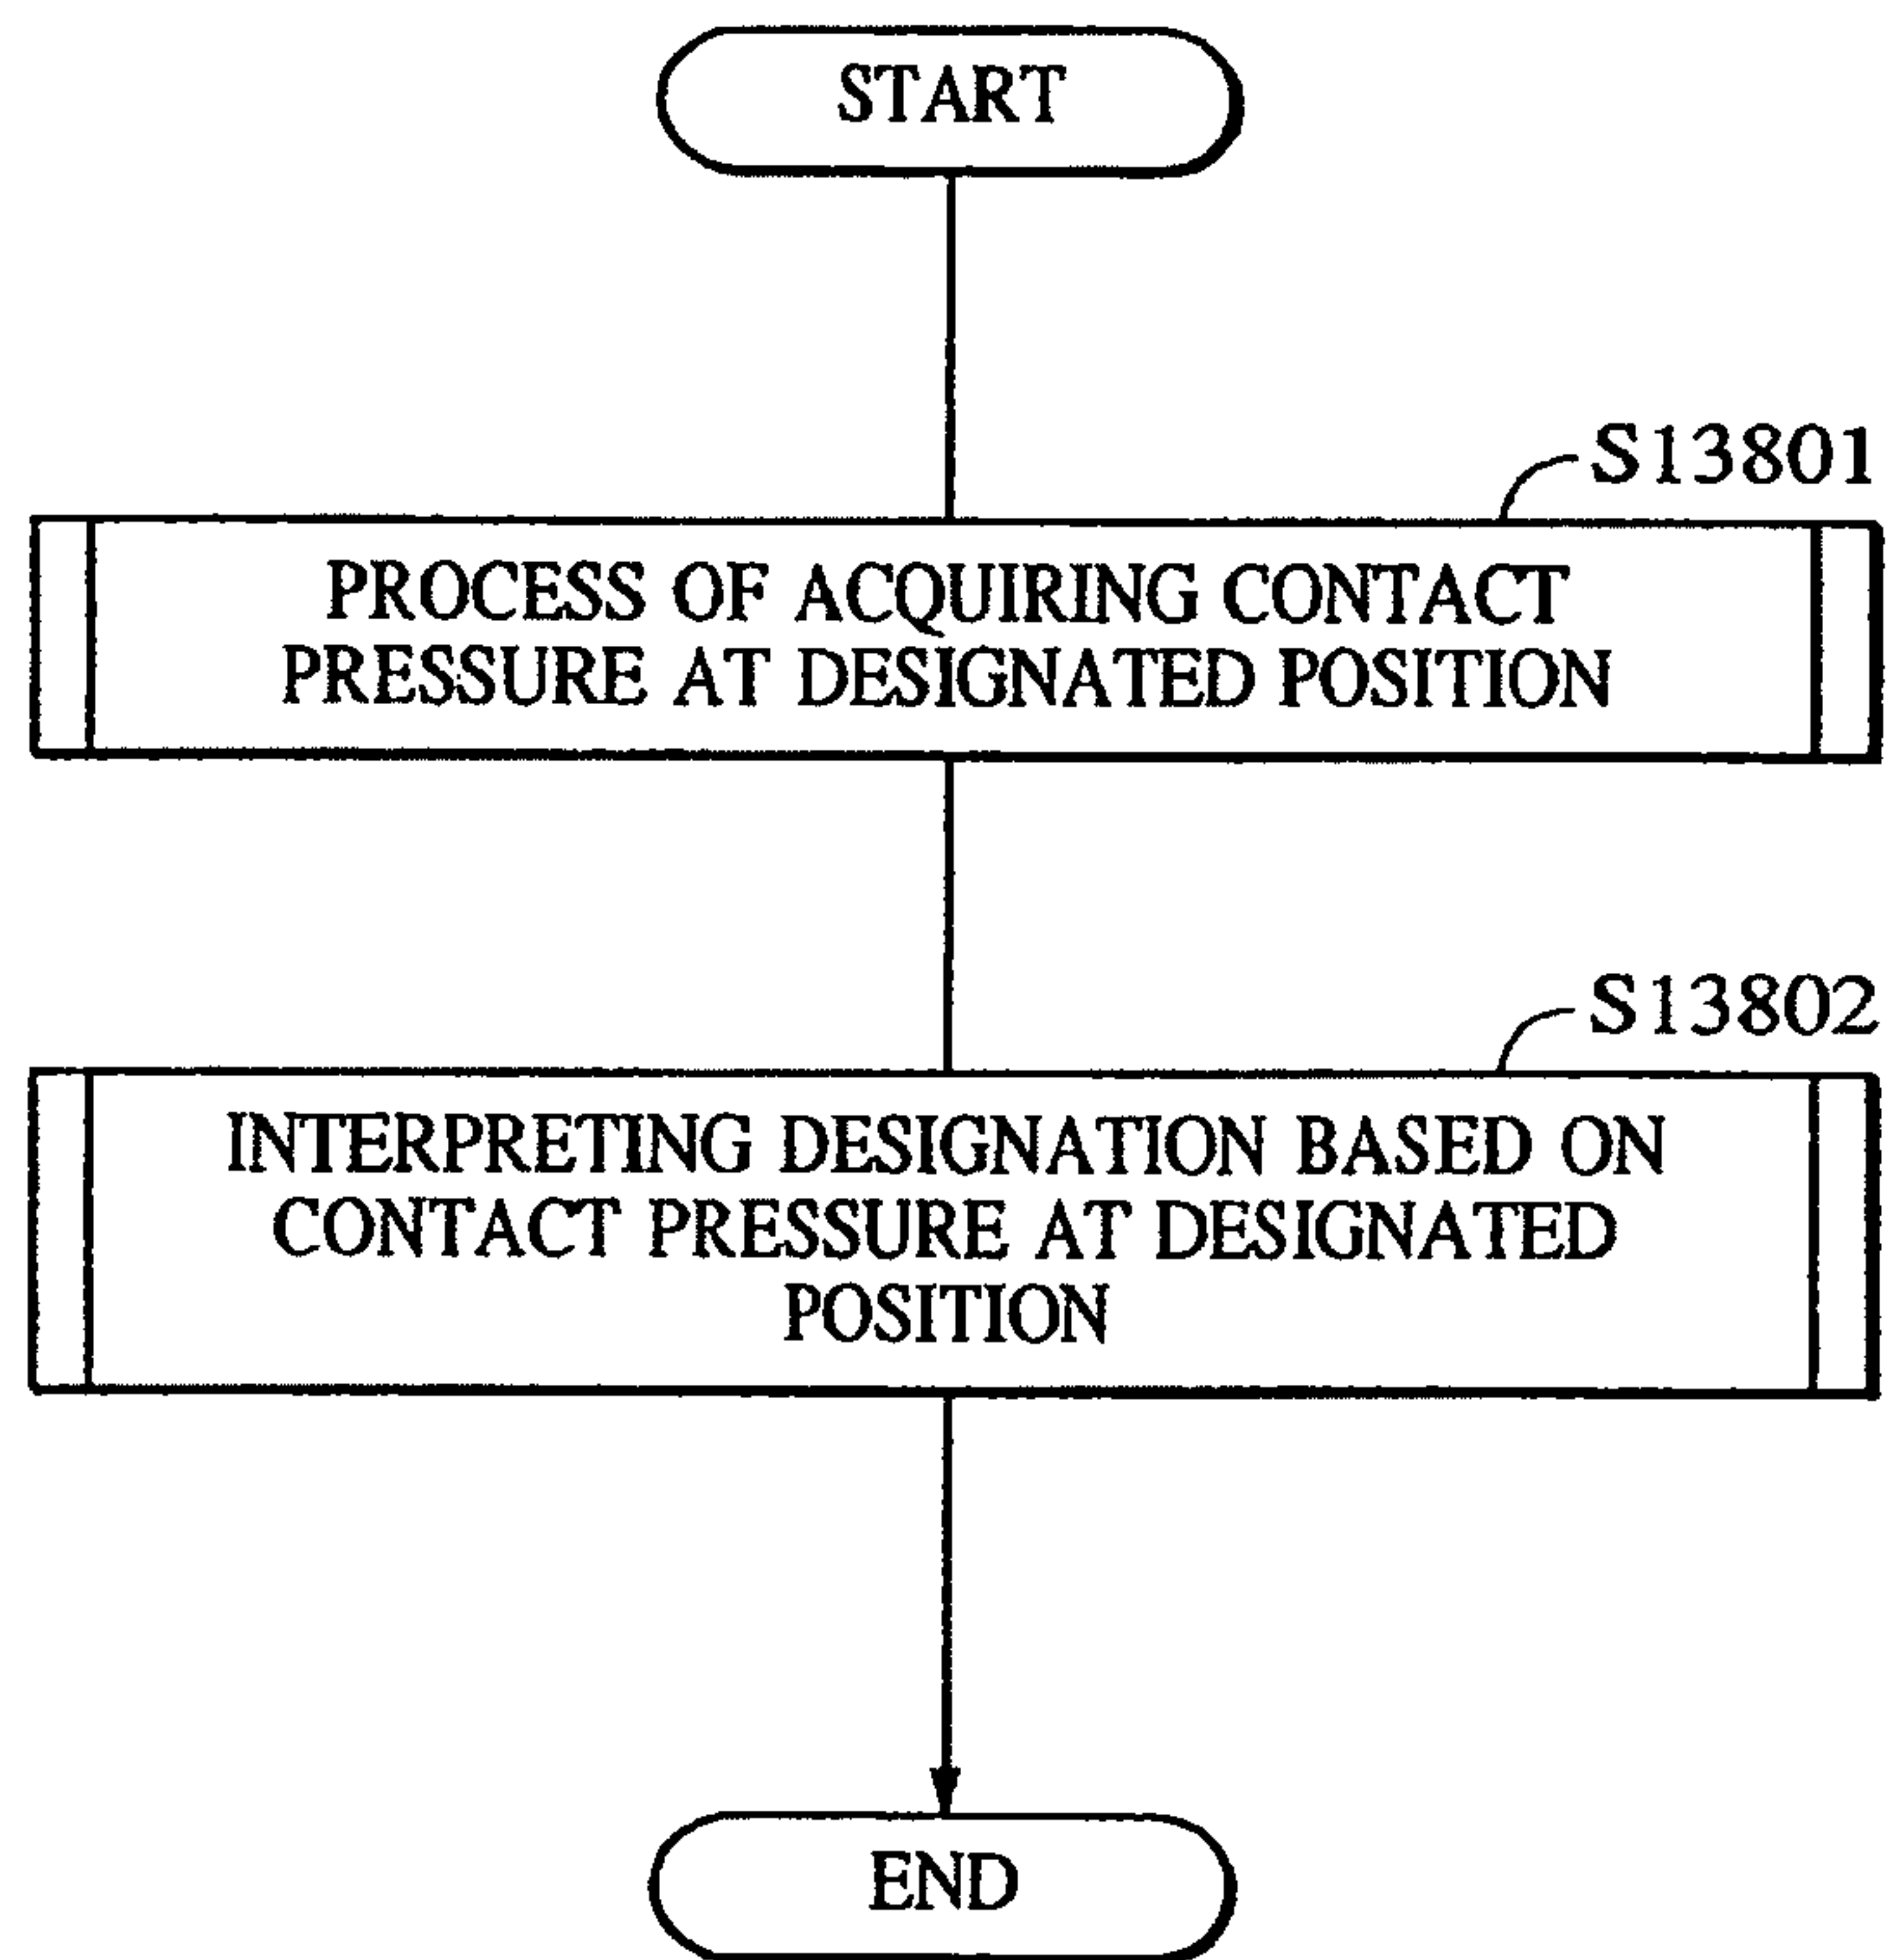 START
S13801
PROCESS OF ACQUIRING CONTACT
PRESSURE AT DESIGNATED POSITION
S13802
INTERPRETING DESIGNATION BASED ON
CONTACT PRESSURE AT DESIGNATED
POSITION
END